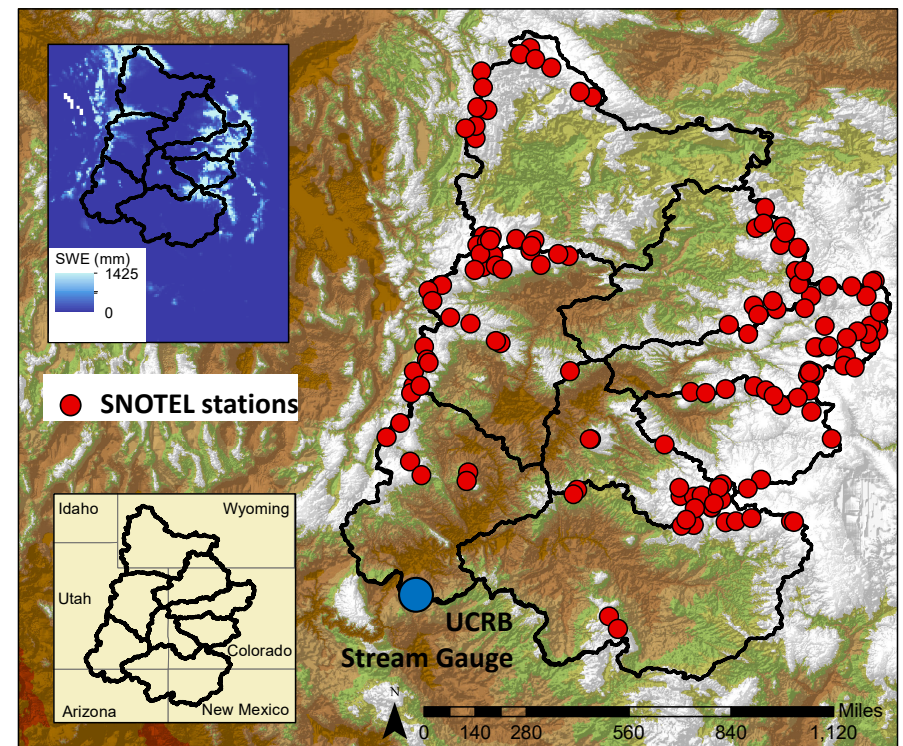 SWE (mm)
1425
0
SNOTEL stations
Idaho
Wyoming
Utah
Colorado
Arizona
New Mexico
UCRB
Stream Gauge
N
Miles
0 140 280 560 840 1,120